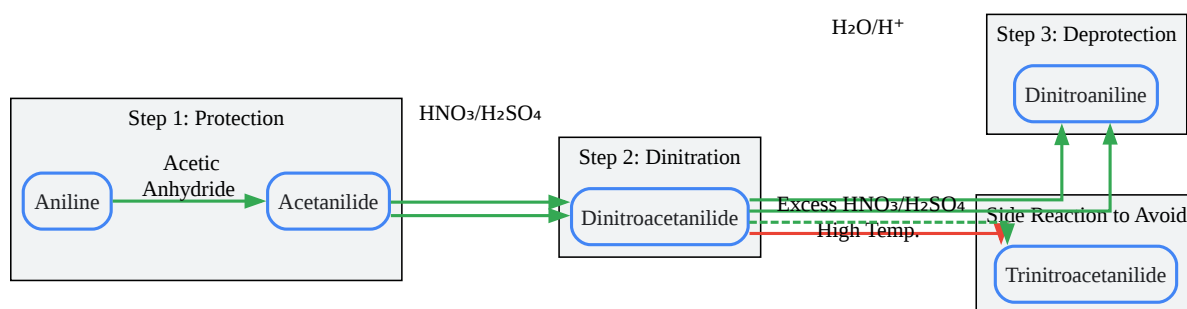 Step 1: Protection
Aniline
Acetic
Anhydride
Acetanilide
HNO₃/H₂SO₄
Step 2: Dinitration
Dinitroacetanilide
H₂O/H⁺
Step 3: Deprotection
Dinitroaniline
Excess HNO₃/H₂SO₄
High Temp.
Side Reaction to Avoid
Trinitroacetanilide